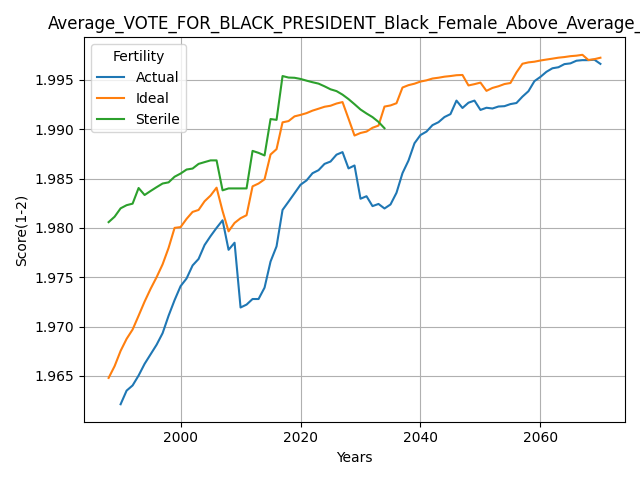 Average_VOTE_FOR_BLACK_PRESIDENT_Black_Female_Above_Average_
Fertility
Actual
Ideal
Sterile
1.995
1.990
1.985
1.980
1.975
1.970
1.965
Score(1-2)
2000
2020
2040
2060
Years